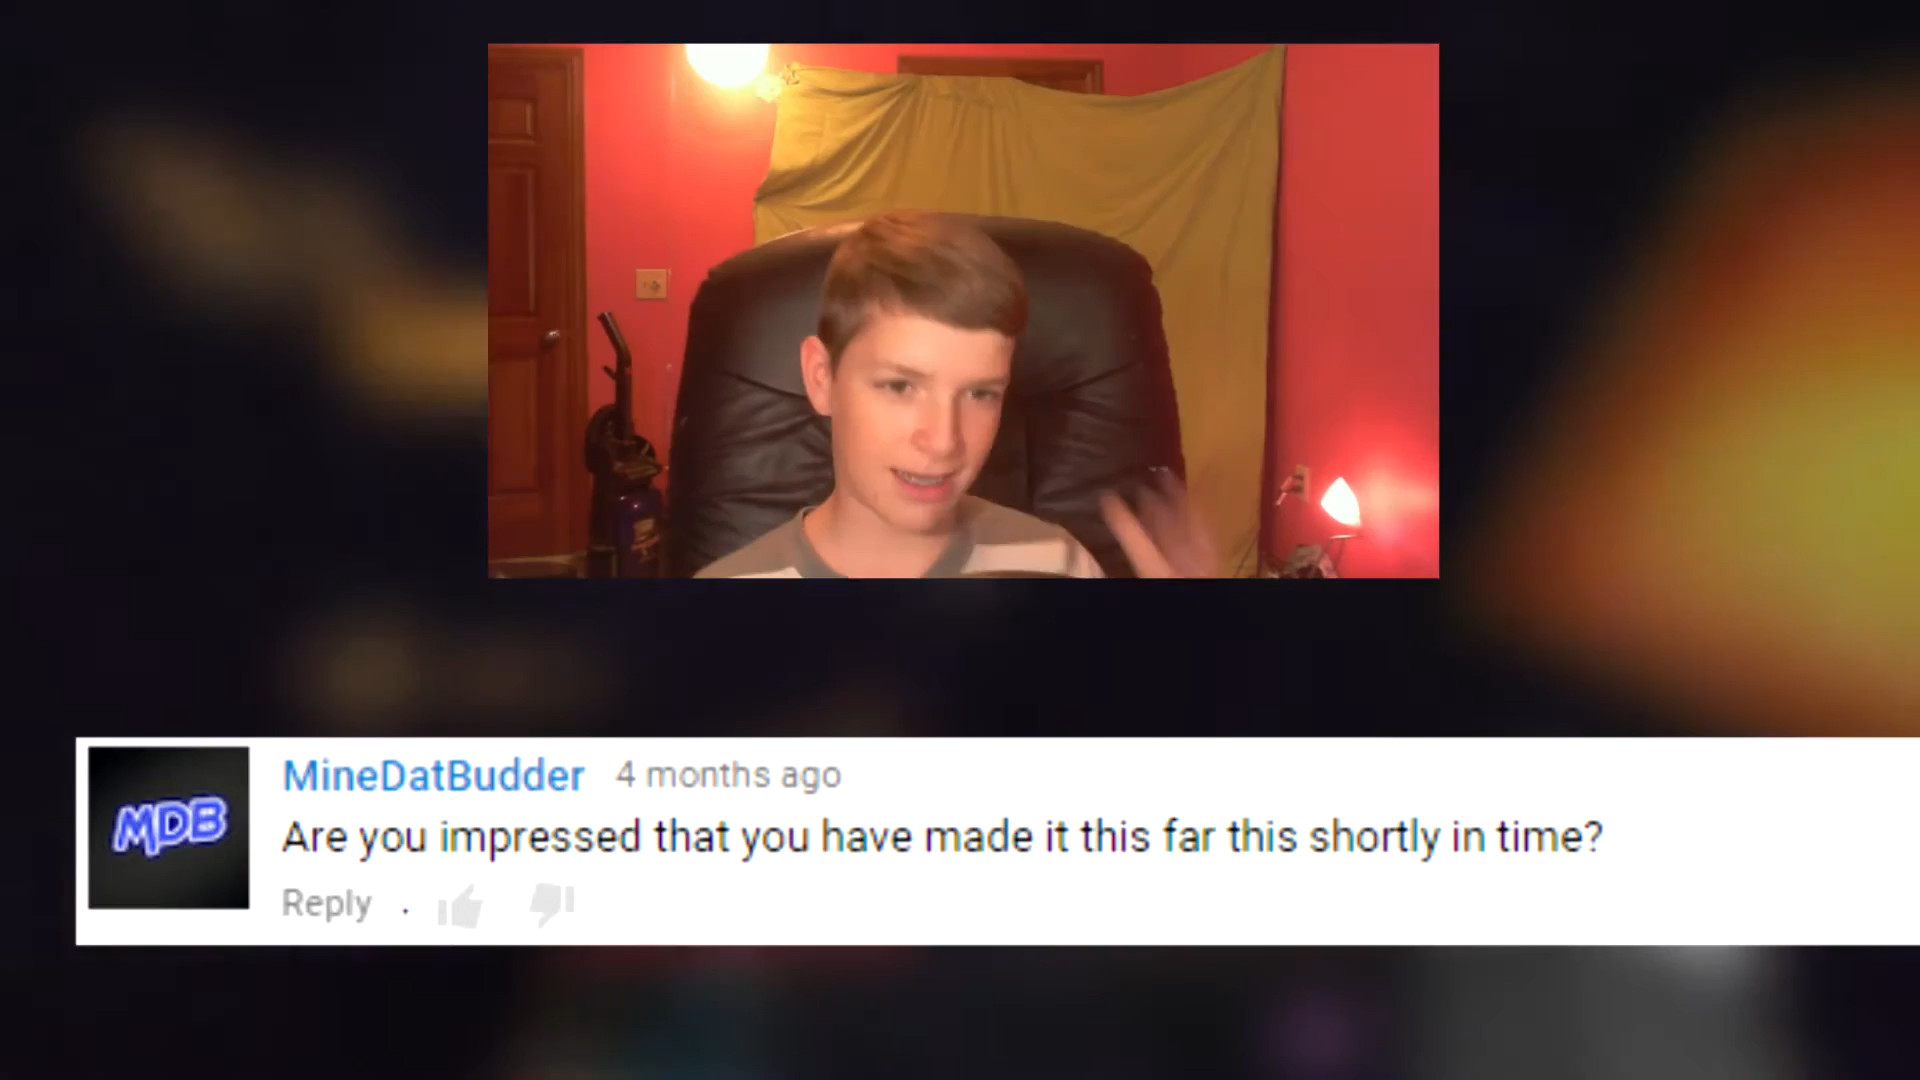 MineDatBudder 4 months ago
MDB
Are you impressed that you have made it this far this shortly in time?
Reply .